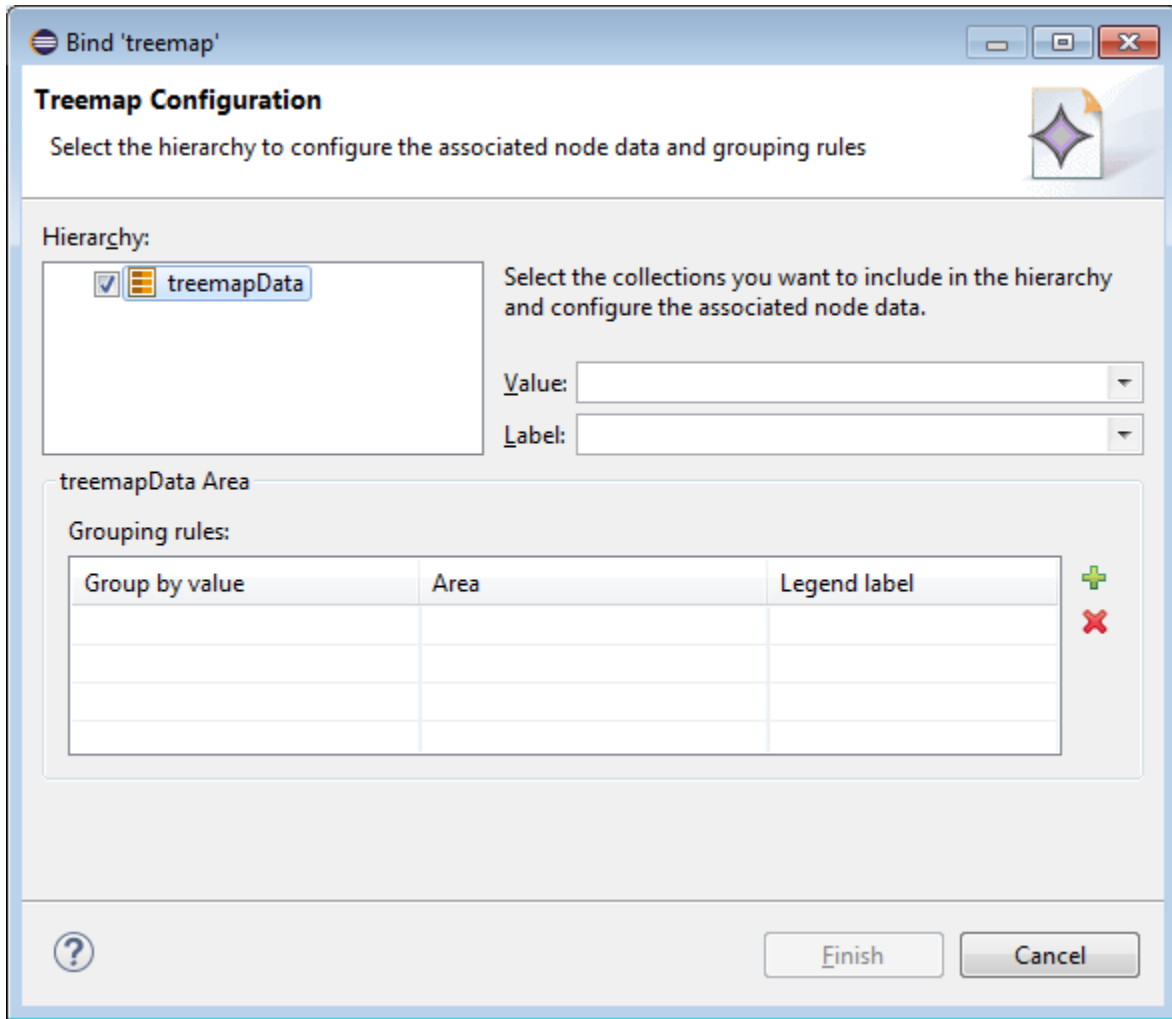 Bind 'treemap'
Treemap Configuration
Select the hierarchy to configure the associated node data and grouping rules
Hierarchy:
treemapData
Select the collections you want to include in the hierarchy
and configure the associated node data.
Value:
Label:
treemapData Area
Grouping rules:
Group by value Area Legend label
?
Finish Cancel